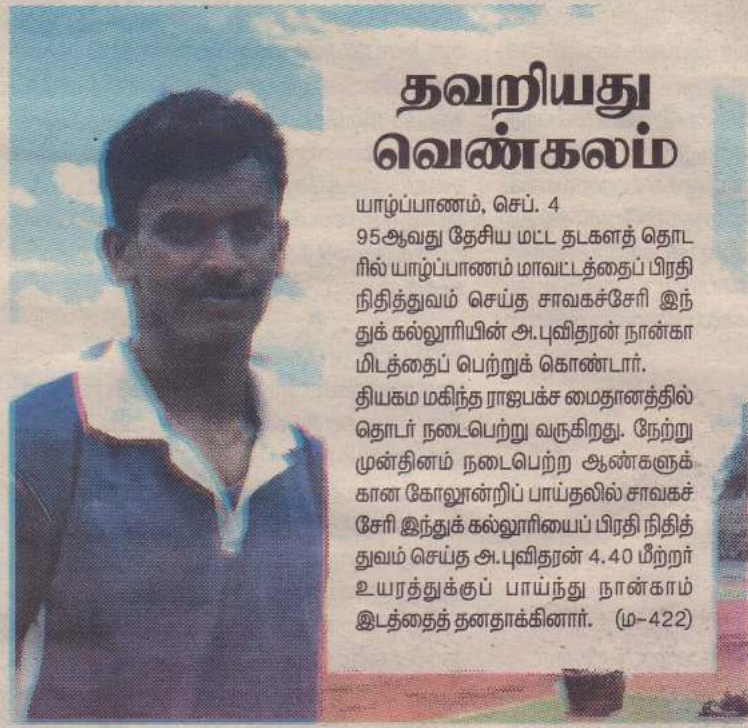 தவறியது
வெண்கலம்
யாழ்ப்பாணம், செப். 4
95ஆவது தேசிய மட்ட தடகளத் தொட
ரில் யாழ்ப்பாணம் மாவட்டத்தைப் பிரதி
நிதித்துவம் செய்த சாவகச்சேரி இந்
துக் கல்லூரியின் அ.புவிதரன் நான்கா
மிடத்தைப் பெற்றுக் கொண்டார்.
தியகம மகிந்த ராஜபக்ச மைதானத்தில்
தொடர் நடைபெற்று வருகிறது. நேற்று
முன்தினம் நடைபெற்ற ஆண்களுக்
கான கோலூன்றிப் பாய்தலில் சாவகச்
சேரி இந்துக் கல்லூரியைப் பிரதி நிதித்
துவம் செய்த அ.புவிதரன் 4.40 மீற்றர்
உயரத்துக்குப் பாய்ந்து நான்காம்
இடத்தைத் தனதாக்கினார். (ம-422)